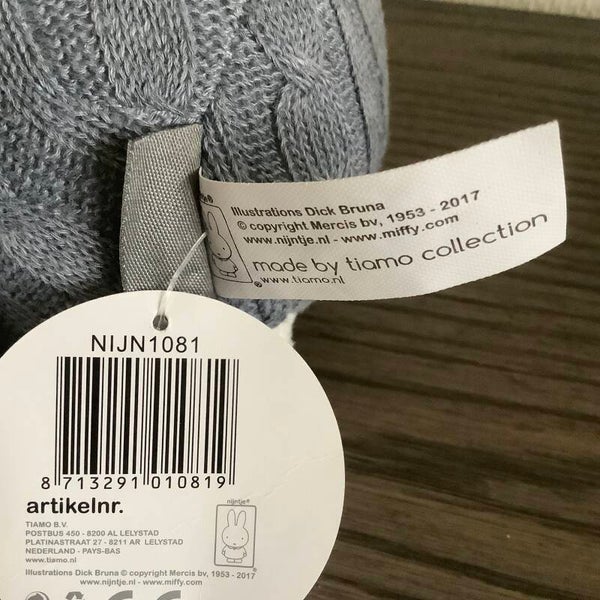 Illustrations Dick Bruna
© copyright Mercis bv, 1953 - 2017
www.nijntje.nl - www.miffy.com
made by tiamo collection
®www.tiamo.nl
NIJN1081
8 713291 010819
artikelnr.
nijntje®
TIAMO B.V.
POSTBUS 450 - 8200 AL LELYSTAD
PLATINASTRAAT 27 - 8211 AR LELYSTAD
NEDERLAND - PAYS-BAS
www.tiamo.nl
Illustrations Dick Bruna © copyright Mercis bv, 1953 - 2017
www.nijntje.nl - www.miffy.com